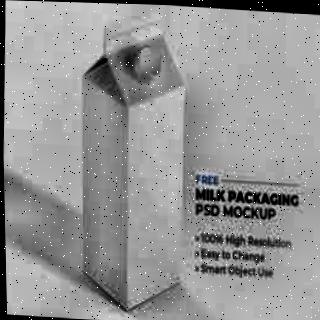 FREE
MILK PACKAGING
PSD MOCKUP
› 100% High Resolution
› Easy to Change
› Smart Object Use